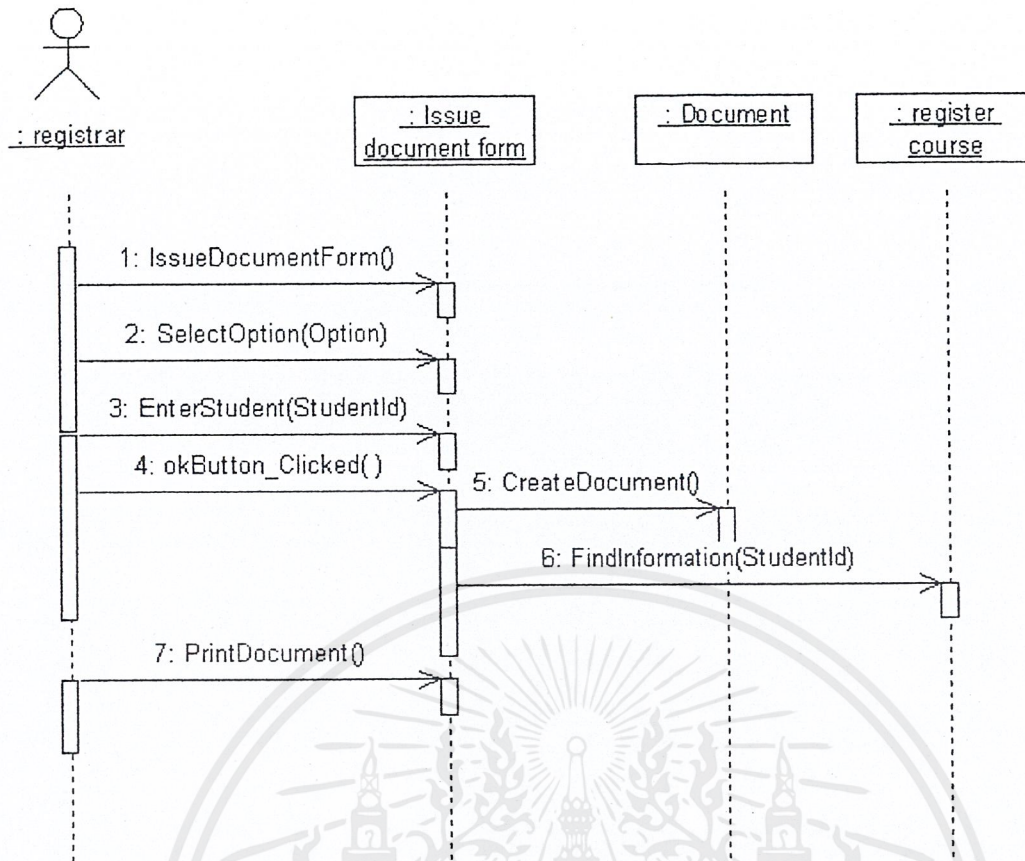 : registrar
: Issue
document form
: Document
: register
course
1: IssueDocumentForm()
2: SelectOption(Option)
3: EnterStudent(StudentId)
4: okButton_Clicked( )
5: CreateDocument()
6: FindInformation(StudentId)
7: PrintDocument()